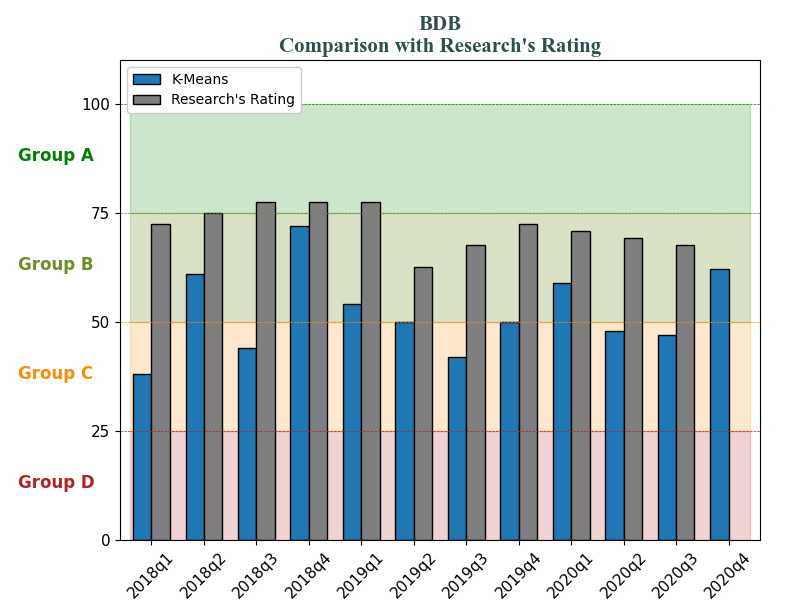 BDB
Comparison with Research's Rating
K-Means
Research's Rating
100
Group A
75
Group B
50
Group C
25
Group D
0
2018q1
2018q2
2018q3
2018q4
2019q1
2019q2
2019q3
2019q4
2020q1
2020q2
2020q3
2020q4